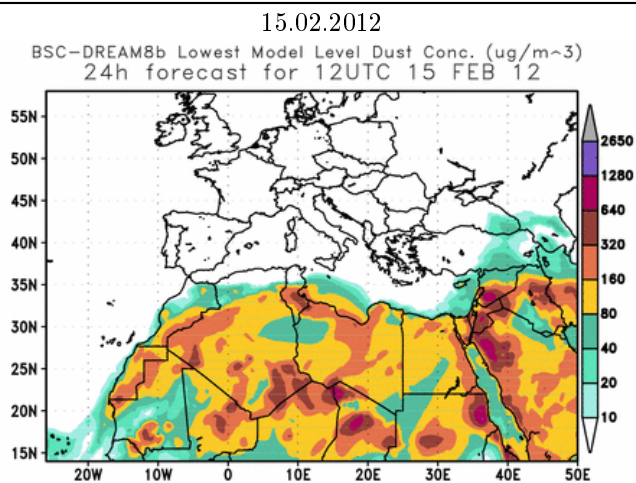 15.02.2012
BSC-DREAM8b Lowest Model Level Dust Conc. (ug/m^3)
24h forecast for 12UTC 15 FEB 12
55N
50N
45N
40N
35N
30N
25N
20N
15N
20W
10W
0
10E
20E
30E
40E
50E
2650
1280
640
320
160
80
40
20
10